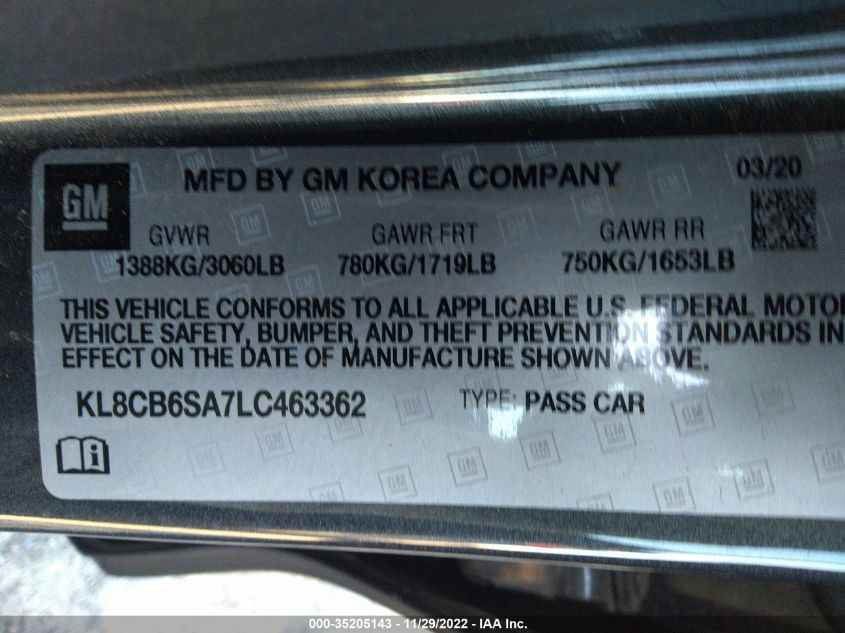 GM
MFD BY GM KOREA COMPANY 03/20
GVWR GAWR FRT GAWR RR
1388KG/3060LB 780KG/1719LB 750KG/1653LB
THIS VEHICLE CONFORMS TO ALL APPLICABLE U.S. FEDERAL MOTOR
VEHICLE SAFETY, BUMPER, AND THEFT PREVENTION STANDARDS IN
EFFECT ON THE DATE OF MANUFACTURE SHOWN ABOVE.
KL8CB6SA7LC463362 TYPE: PASS CAR
000-35205143 - 11/29/2022 - IAA Inc.